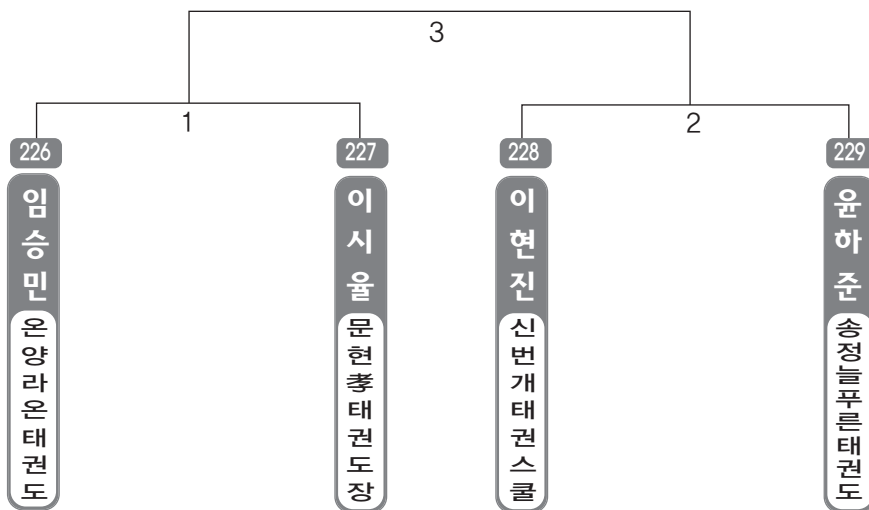 3
1
2
226
227
228
229
임승민
이시율
이현진
윤하준
온양라온태권도
문현孝태권도장
신번개태권스쿨
송정늘푸른태권도